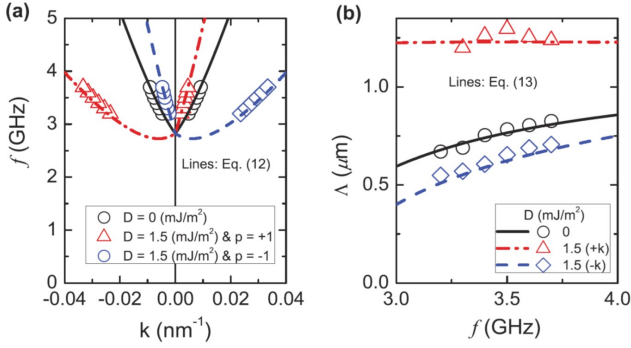 (a)
5
4
3
2
1
0
f (GHz)
-0.04 -0.02 0.00 0.02 0.04
k (nm⁻¹)
Lines: Eq. (12)
D = 0 (mJ/m²)
D = 1.5 (mJ/m²) & p = +1
D = 1.5 (mJ/m²) & p = -1
(b)
1.0
0.5
0.0
Λ (μm)
3.0 3.5 4.0
f (GHz)
Lines: Eq. (13)
D (mJ/m²)
0
1.5 (+k)
1.5 (-k)